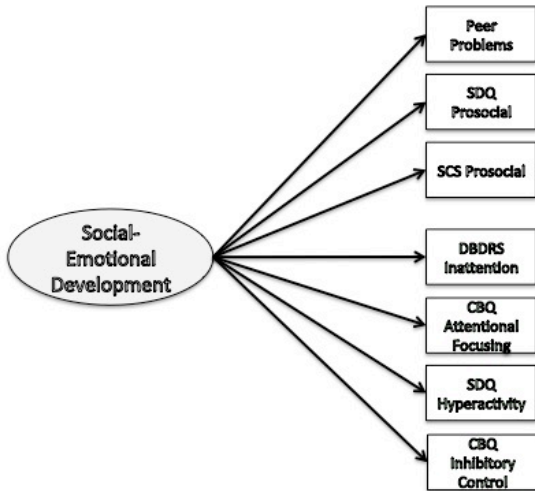 Peer
Problems
SDQ
Prosocial
SCS Prosocial
Social-
Emotional
Development
DBDRS
Inattention
CBQ
Attentional
Focusing
SDQ
Hyperactivity
CBQ
Inhibitory
Control